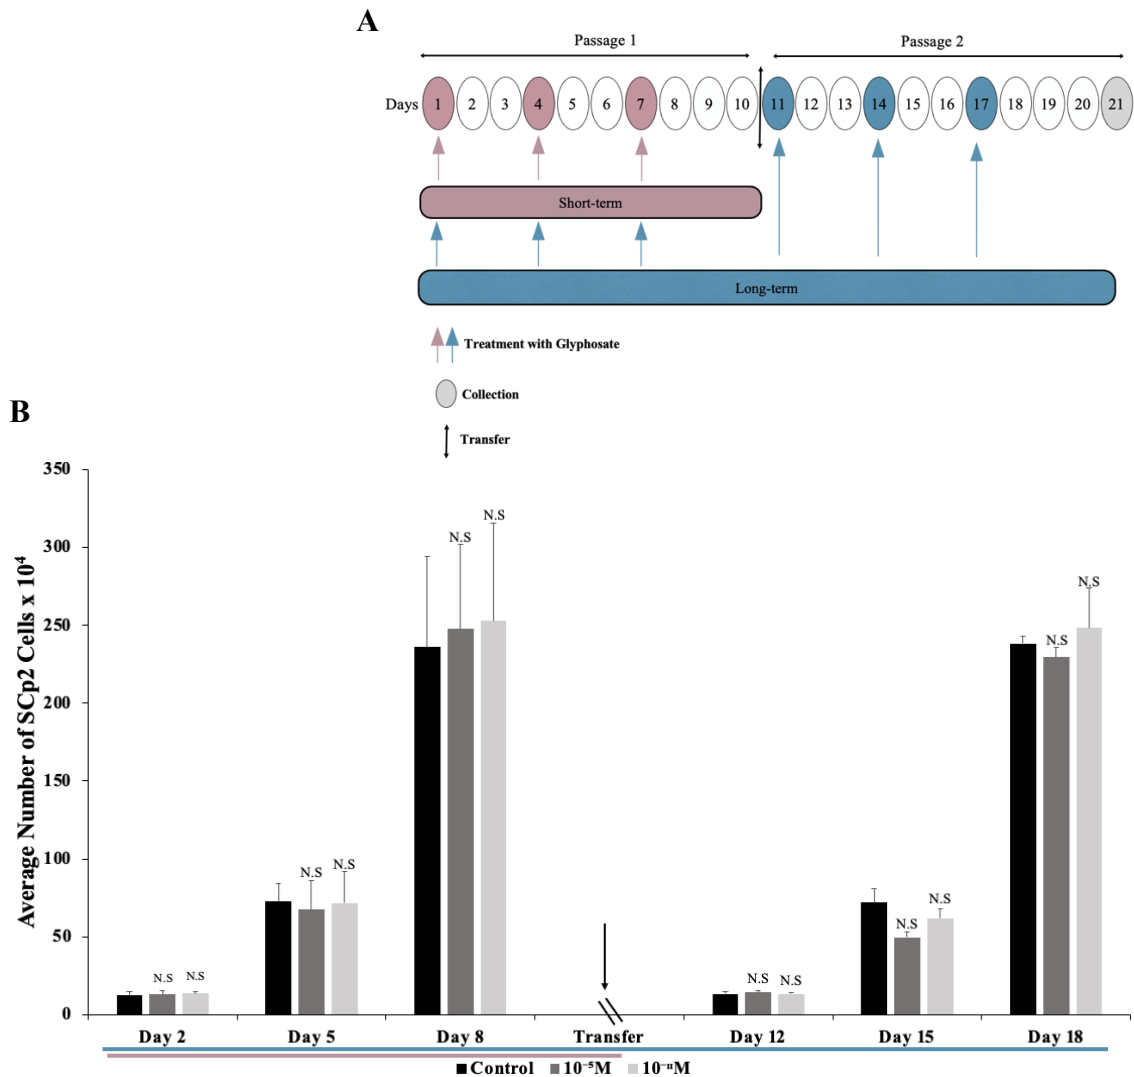 A
Passage 1
Passage 2
Days 1 2 3 4 5 6 7 8 9 10 11 12 13 14 15 16 17 18 19 20 21
Short-term
Long-term
Treatment with Glyphosate
Collection
Transfer
B
Average Number of SCp2 Cells x 10⁴
350
300
250
200
150
100
50
0
N.S N.S
N.S N.S
N.S N.S
N.S N.S
N.S N.S
N.S N.S
Day 2 Day 5 Day 8 Transfer Day 12 Day 15 Day 18
Control 10⁻⁵M 10⁻¹¹M